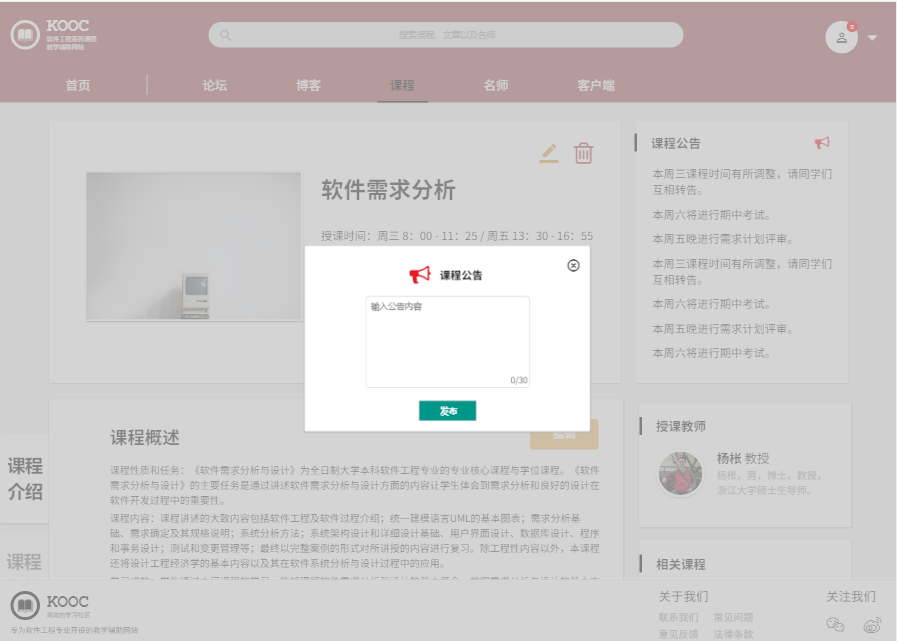 KOOC
软件工程系列课程
教学辅助网站
搜索课程、文章以及名师
首页
论坛
博客
课程
名师
客户端
软件需求分析
授课时间：周三 8：00 - 11：25 / 周五 13：30 - 16：55
课程公告
本周三课程时间有所调整，请同学们
互相转告。
本周六将进行期中考试。
本周五晚进行需求计划评审。
本周三课程时间有所调整，请同学们
互相转告。
本周六将进行期中考试。
本周五晚进行需求计划评审。
本周六将进行期中考试。
课程公告
输入公告内容
0/30
发布
课程概述
课程性质和任务：《软件需求分析与设计》为全日制大学本科软件工程专业的专业核心课程与学位课程。《软件
需求分析与设计》的主要任务是通过讲述软件需求分析与设计方面的内容让学生体会到需求分析和良好的设计在
软件开发过程中的重要性。
课程内容：课程讲述的大致内容包括软件工程及软件过程介绍；统一建模语言UML的基本图表；需求分析基
础、需求确定及其规格说明；系统分析方法；系统架构设计和详细设计基础、用户界面设计、数据库设计、程序
和事务设计；测试和变更管理等；最终以完整案例的形式对所讲授的内容进行复习。除工程性内容以外，本课程
还将设计工程经济学的基本内容以及其在软件系统分析与设计过程中的应用。
课程
介绍
课程
授课教师
杨枨 教授
杨枨，男，博士，教授，
浙江大学硕士生导师。
相关课程
KOOC
高效的学习社区
专为软件工程专业开设的教学辅助网站
关于我们
联系我们 常见问题
意见反馈 法律条款
关注我们